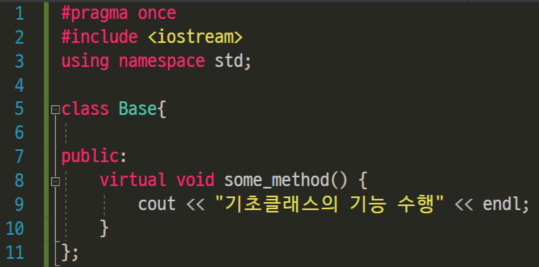 1 #pragma once
2 #include <iostream>
3 using namespace std;
4
5 class Base{
6
7 public:
8 virtual void some_method() {
9 cout << "기초클래스의 기능 수행" << endl;
10 }
11 };